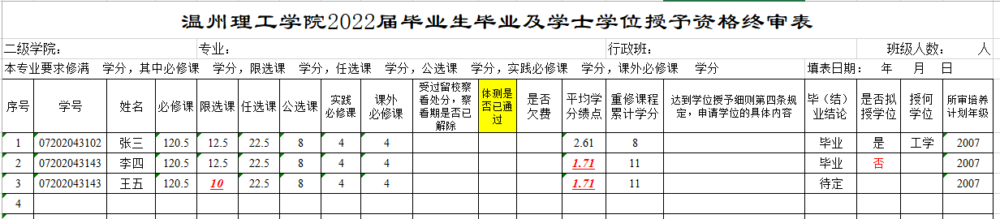 温州理工学院2022届毕业生毕业及学士学位授予资格终审表
二级学院： 专业： 行政班： 班级人数： 人
本专业要求修满 学分，其中必修课 学分，限选课 学分，任选课 学分，公选课 学分，实践必修课 学分，课外必修课 学分 填表日期： 年 月 日
序号 学号 姓名 必修课 限选课 任选课 公选课 实践必修课 课外必修课 受过留校察看处分，察看期是否已解除 体测是否已通过 是否欠费 平均学分绩点 重修课程累计学分 达到学位授予细则第四条规定，申请学位的具体内容 毕（结）业结论 是否拟授学位 授何学位 所审培养计划年级
1 07202043102 张三 120.5 12.5 22.5 8 4 4 2.61 8 毕业 是 工学 2007
2 07202043143 李四 120.5 12.5 22.5 8 4 4 1.71 11 毕业 否 2007
3 07202043143 王五 120.5 10 22.5 8 4 4 1.71 11 待定 2007
4